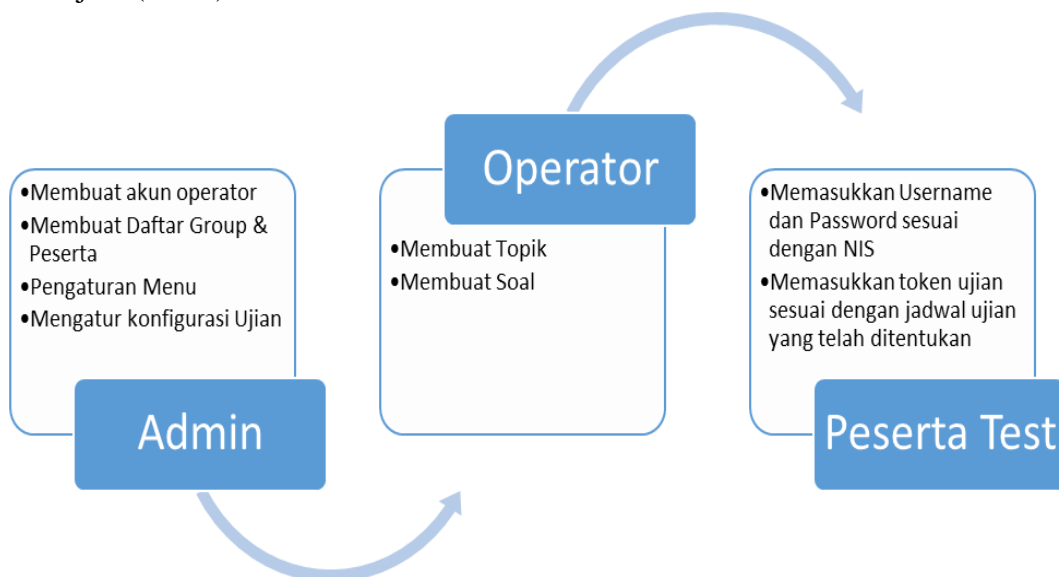 •Membuat akun operator
•Membuat Daftar Group &
Peserta
•Pengaturan Menu
•Mengatur konfigurasi Ujian
Admin
Operator
•Membuat Topik
•Membuat Soal
•Memasukkan Username
dan Password sesuai
dengan NIS
•Memasukkan token ujian
sesuai dengan jadwal ujian
yang telah ditentukan
Peserta Test